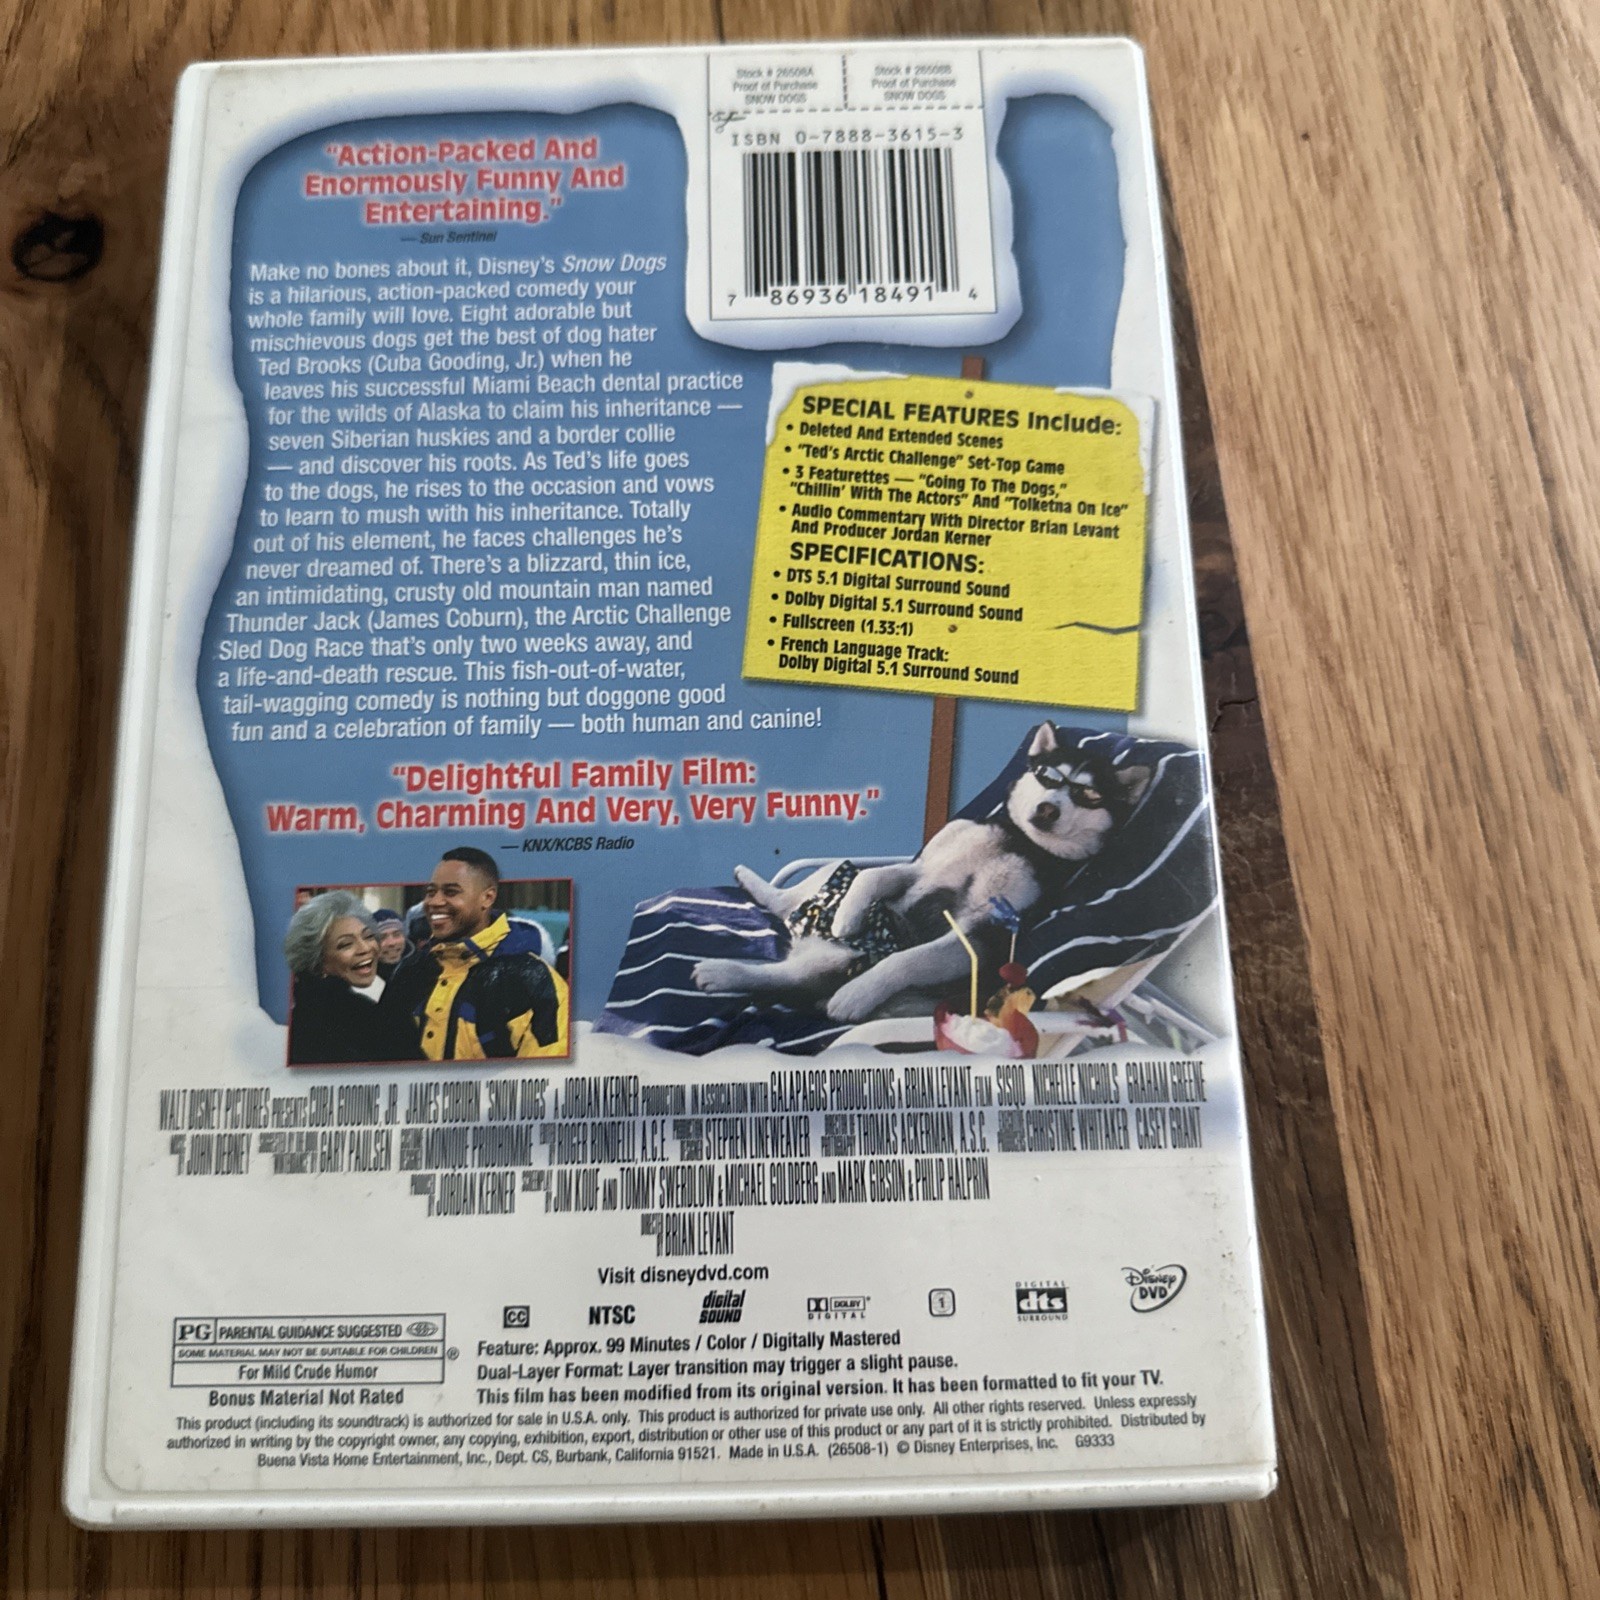 Stock # 26508A
Proof of Purchase
SNOW DOGS
Stock # 26508B
Proof of Purchase
SNOW DOGS
ISBN 0-7888-3615-3
7 86936 18491 4
"Action-Packed And
Enormously Funny And
Entertaining."
— Sun Sentinel
Make no bones about it, Disney's Snow Dogs
is a hilarious, action-packed comedy your
whole family will love. Eight adorable but
mischievous dogs get the best of dog hater
Ted Brooks (Cuba Gooding, Jr.) when he
leaves his successful Miami Beach dental practice
for the wilds of Alaska to claim his inheritance —
seven Siberian huskies and a border collie
— and discover his roots. As Ted's life goes
to the dogs, he rises to the occasion and vows
to learn to mush with his inheritance. Totally
out of his element, he faces challenges he's
never dreamed of. There's a blizzard, thin ice,
an intimidating, crusty old mountain man named
Thunder Jack (James Coburn), the Arctic Challenge
Sled Dog Race that's only two weeks away, and
a life-and-death rescue. This fish-out-of-water,
tail-wagging comedy is nothing but doggone good
fun and a celebration of family — both human and canine!
SPECIAL FEATURES Include:
• Deleted And Extended Scenes
• "Ted's Arctic Challenge" Set-Top Game
• 3 Featurettes — "Going To The Dogs,"
"Chillin' With The Actors" And "Tolketna On Ice"
• Audio Commentary With Director Brian Levant
And Producer Jordan Kerner
SPECIFICATIONS:
• DTS 5.1 Digital Surround Sound
• Dolby Digital 5.1 Surround Sound
• Fullscreen (1.33:1)
• French Language Track:
Dolby Digital 5.1 Surround Sound
"Delightful Family Film:
Warm, Charming And Very, Very Funny."
— KNX/KCBS Radio
WALT DISNEY PICTURES PRESENTS CUBA GOODING, JR. JAMES COBURN "SNOW DOGS" A JORDAN KERNER PRODUCTION IN ASSOCIATION WITH GALAPAGOS PRODUCTIONS A BRIAN LEVANT FILM SISQO NICHELLE NICHOLS GRAHAM GREENE
JOHN DEBNEY GARY PAULSEN MONIQUE PRUDHOMME ROGER BONDELLI, A.C.E. STEPHEN LINEWEAVER THOMAS ACKERMAN, A.S.C. CHRISTINE WHITAKER CASEY GRANT
JORDAN KERNER JIM KOUF AND TOMMY SWERDLOW & MICHAEL GOLDBERG AND MARK GIBSON & PHILIP HALPRIN
BRIAN LEVANT
Visit disneydvd.com
CC NTSC digital SOUND DOLBY DIGITAL 1 DIGITAL dts SURROUND Disney DVD
PG PARENTAL GUIDANCE SUGGESTED
SOME MATERIAL MAY NOT BE SUITABLE FOR CHILDREN ®
For Mild Crude Humor
Bonus Material Not Rated
Feature: Approx. 99 Minutes / Color / Digitally Mastered
Dual-Layer Format: Layer transition may trigger a slight pause.
This film has been modified from its original version. It has been formatted to fit your TV.
This product (including its soundtrack) is authorized for sale in U.S.A. only. This product is authorized for private use only. All other rights reserved. Unless expressly
authorized in writing by the copyright owner, any copying, exhibition, export, distribution or other use of this product or any part of it is strictly prohibited. Distributed by
Buena Vista Home Entertainment, Inc., Dept. CS, Burbank, California 91521. Made in U.S.A. (26508-1) © Disney Enterprises, Inc. G9333